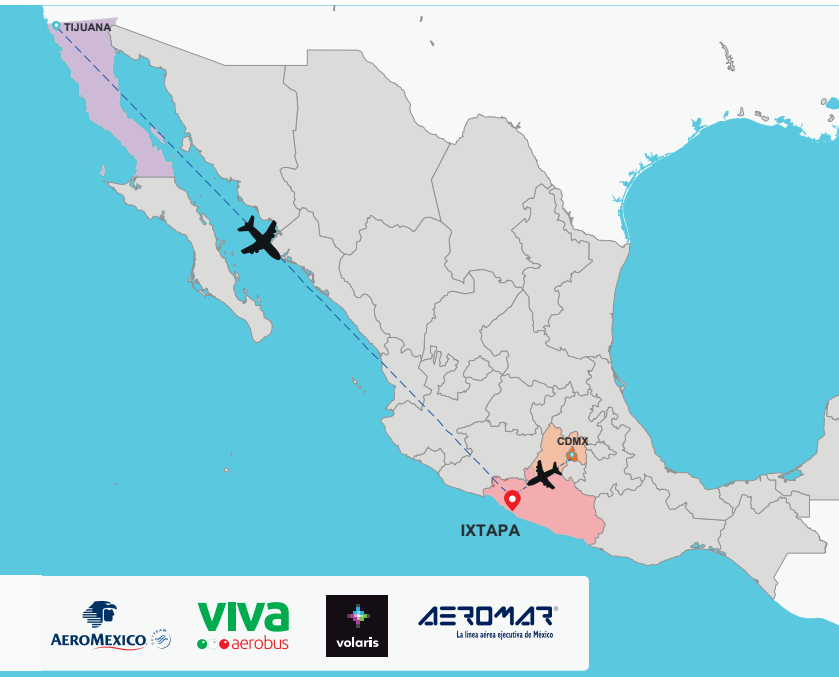 TIJUANA
CDMX
IXTAPA
AEROMEXICO
VIVA
aerobus
volaris
AEROMAR®
La línea aérea ejecutiva de México